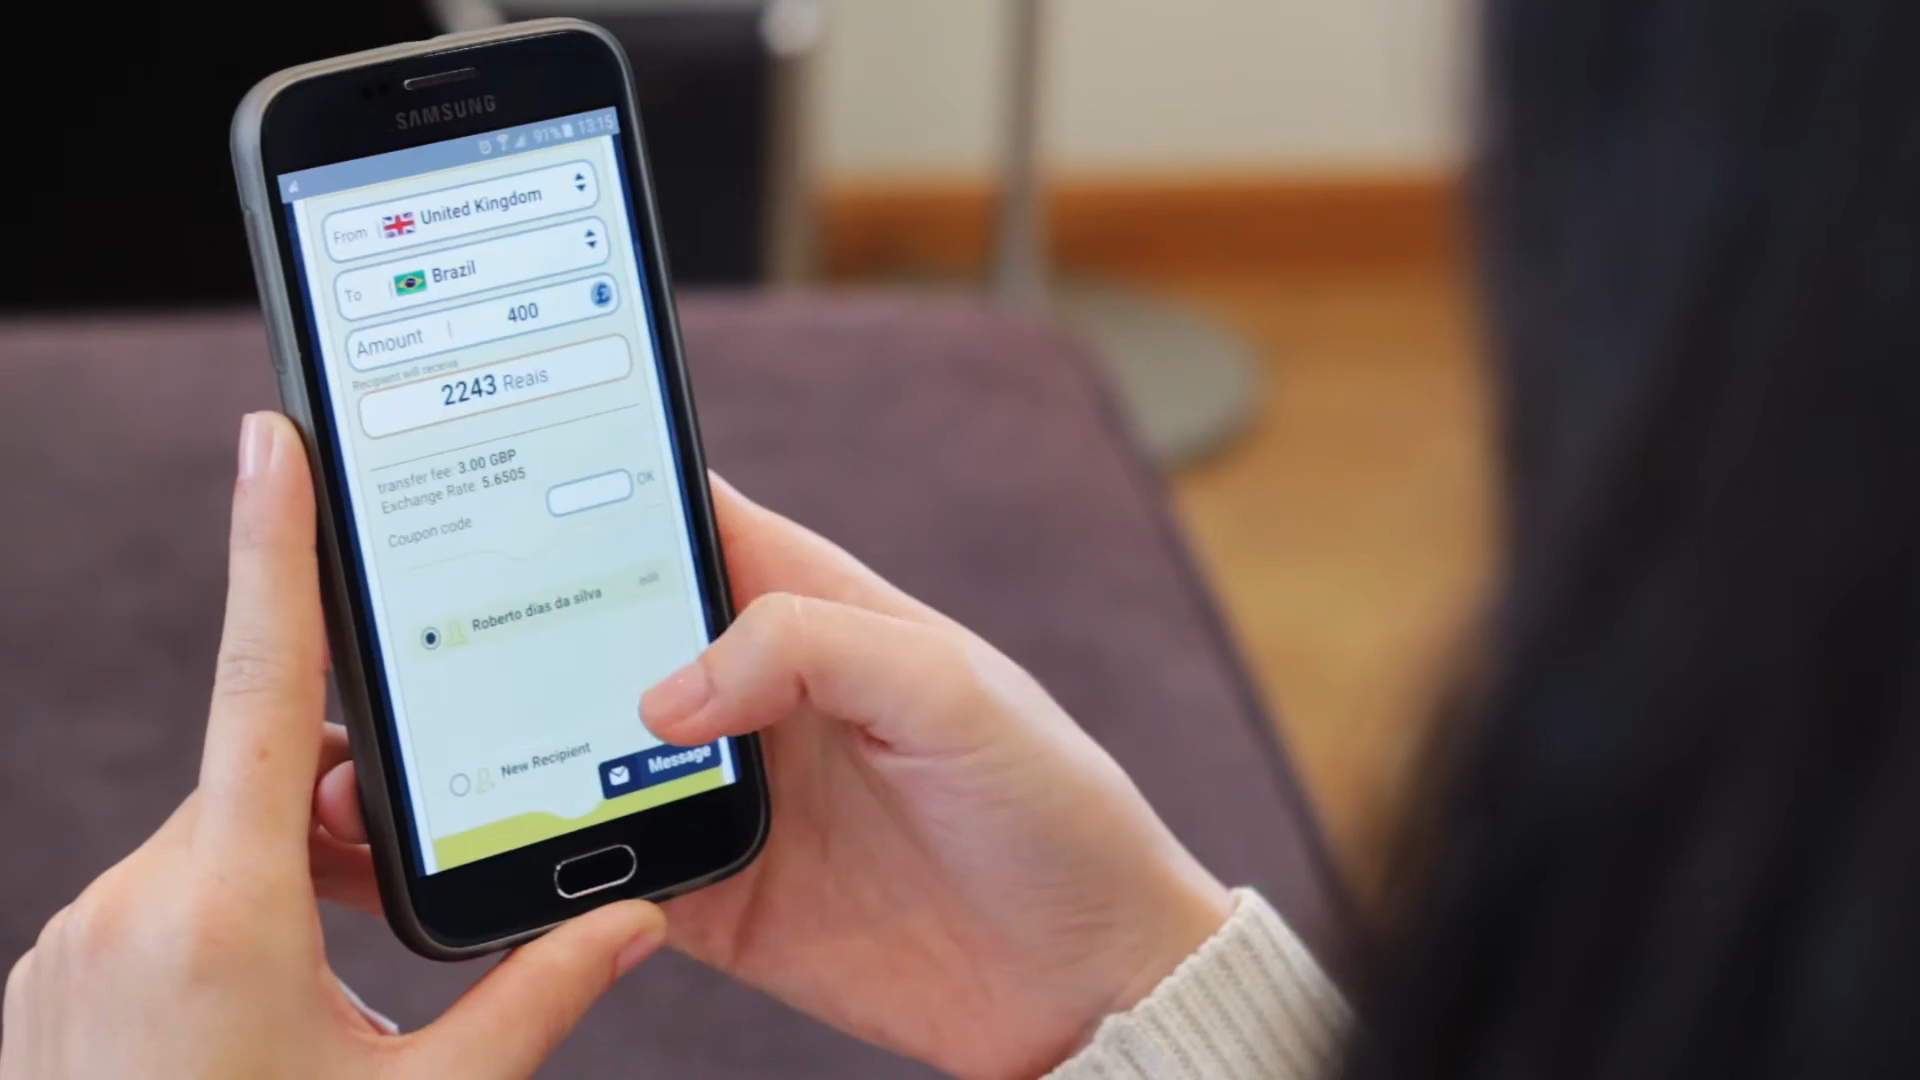 SAMSUNG
91% 13:15
From United Kingdom
To Brazil
Amount 400 £
Recipient will receive
2243 Reais
transfer fee: 3.00 GBP
Exchange Rate: 5.6505
Coupon code OK
Roberto dias da silva edit
New Recipient
Message